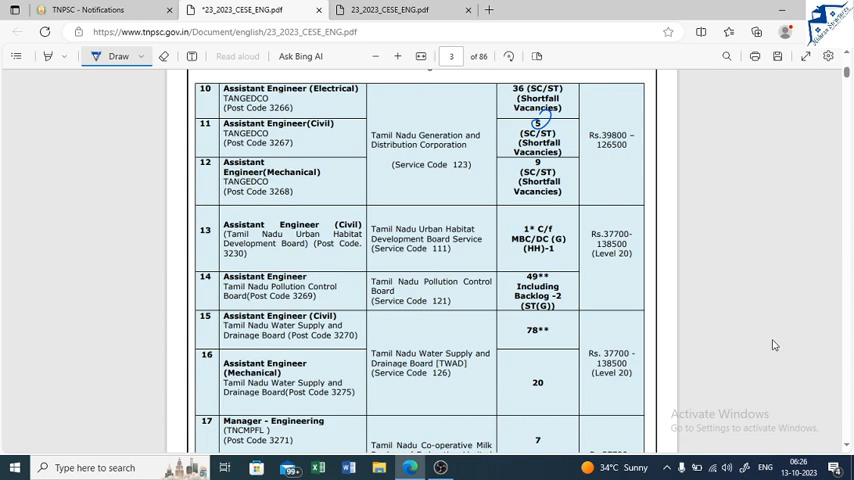 TNPSC - Notifications
*23_2023_CESE_ENG.pdf
23_2023_CESE_ENG.pdf
https://www.tnpsc.gov.in/Document/english/23_2023_CESE_ENG.pdf
Draw
Read aloud
Ask Bing AI
3
of 86
10
Assistant Engineer (Electrical)
TANGEDCO
(Post Code 3266)
36 (SC/ST)
(Shortfall
Vacancies)
11
Assistant Engineer(Civil)
TANGEDCO
(Post Code 3267)
Tamil Nadu Generation and
Distribution Corporation
(Service Code 123)
5
(SC/ST)
(Shortfall
Vacancies)
Rs.39800 –
126500
12
Assistant
Engineer(Mechanical)
TANGEDCO
(Post Code 3268)
9
(SC/ST)
(Shortfall
Vacancies)
13
Assistant Engineer (Civil)
(Tamil Nadu Urban Habitat
Development Board) (Post Code.
3230)
Tamil Nadu Urban Habitat
Development Board Service
(Service Code 111)
1* C/f
MBC/DC (G)
(HH)-1
Rs.37700-
138500
(Level 20)
14
Assistant Engineer
Tamil Nadu Pollution Control
Board(Post Code 3269)
Tamil Nadu Pollution Control
Board
(Service Code 121)
49**
Including
Backlog -2
(ST(G))
15
Assistant Engineer (Civil)
Tamil Nadu Water Supply and
Drainage Board (Post Code 3270)
78**
16
Assistant Engineer
(Mechanical)
Tamil Nadu Water Supply and
Drainage Board(Post Code 3275)
Tamil Nadu Water Supply and
Drainage Board [TWAD]
(Service Code 126)
20
Rs. 37700 -
138500
(Level 20)
17
Manager - Engineering
(TNCMPFL )
(Post Code 3271)
Tamil Nadu Co-operative Milk
7
Activate Windows
Go to Settings to activate Windows.
Type here to search
99+
34°C Sunny
ENG
06:26
13-10-2023
4